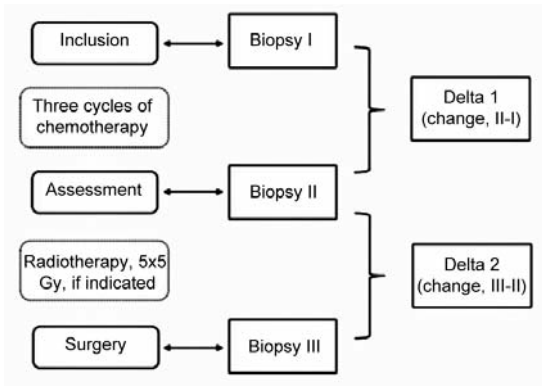 Inclusion
Biopsy I
Three cycles of
chemotherapy
Delta 1
(change, II-I)
Assessment
Biopsy II
Radiotherapy, 5x5
Gy, if indicated
Delta 2
(change, III-II)
Surgery
Biopsy III